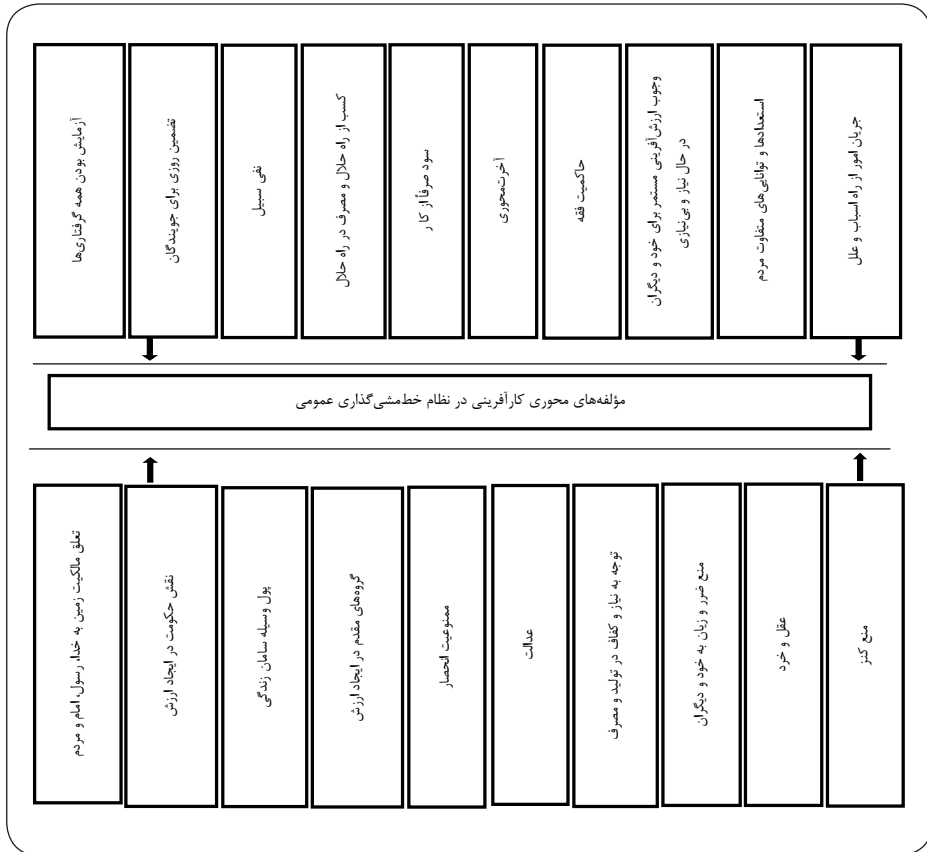 جریان امور از راه اسباب و علل
استعدادها و توانایی‌های متفاوت مردم
وجوب ارزش‌آفرینی مستمر برای خود و دیگران
در حال نیاز و بی‌نیازی
حاکمیت فقه
آخرت‌محوری
سود صرفاً از کا ر
کسب از راه حلال و مصرف در راه حلال
نفی سبیل
تضمین روزی برای جویندگان
آزمایش بودن همه گرفتاری‌ها
مؤلفه‌های محوری کارآفرینی در نظام خط‌مشی‌گذاری عمومی
منع کنز
عقل و خرد
منع ضرر و زیان به خود و دیگران
توجه به نیاز و کفاف در تولید و مصرف
عدالت
ممنوعیت انحصار
گروه‌های مقدم در ایجاد ارزش
پول وسیله سامان زندگی
نقش حکومت در ایجاد ارزش
تعلق مالکیت زمین به خدا، رسول، امام و مردم